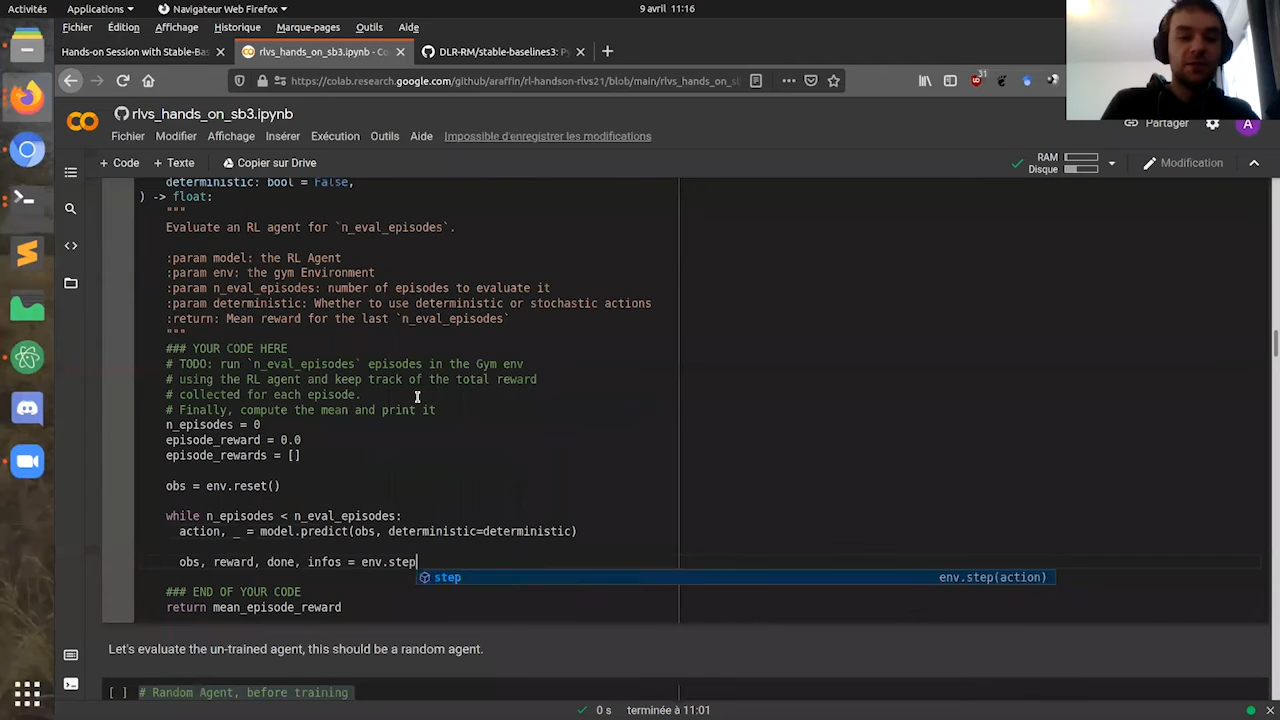 Activités Applications Navigateur Web Firefox 9 avril 11:16
Fichier Édition Affichage Historique Marque-pages Outils Aide
Hands-on Session with Stable-Bas rlvs_hands_on_sb3.ipynb - Co DLR-RM/stable-baselines3: Py
https://colab.research.google.com/github/araffin/rl-handson-rlvs21/blob/main/rlvs_hands_on_sb 31
rlvs_hands_on_sb3.ipynb
Fichier Modifier Affichage Insérer Exécution Outils Aide Impossible d'enregistrer les modifications Partager A
+ Code + Texte Copier sur Drive RAM Disque Modification
deterministic: bool = False,
) -> float:
"""
Evaluate an RL agent for `n_eval_episodes`.
:param model: the RL Agent
:param env: the gym Environment
:param n_eval_episodes: number of episodes to evaluate it
:param deterministic: Whether to use deterministic or stochastic actions
:return: Mean reward for the last `n_eval_episodes`
"""
### YOUR CODE HERE
# TODO: run `n_eval_episodes` episodes in the Gym env
# using the RL agent and keep track of the total reward
# collected for each episode.
# Finally, compute the mean and print it
n_episodes = 0
episode_reward = 0.0
episode_rewards = []
obs = env.reset()
while n_episodes < n_eval_episodes:
action, _ = model.predict(obs, deterministic=deterministic)
obs, reward, done, infos = env.step
step env.step(action)
### END OF YOUR CODE
return mean_episode_reward
Let's evaluate the un-trained agent, this should be a random agent.
[ ] # Random Agent, before training
0 s terminée à 11:01